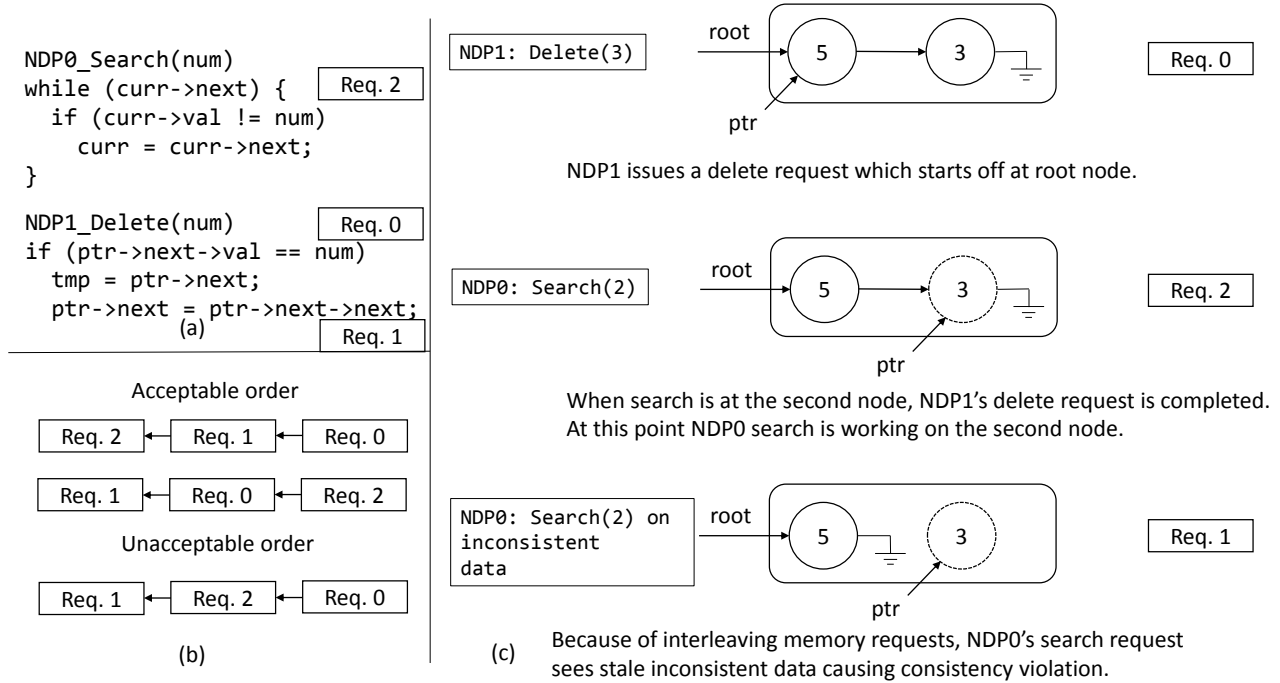 NDP0_Search(num)
while (curr->next) {
Req. 2
if (curr->val != num)
curr = curr->next;
}
NDP1_Delete(num)
Req. 0
if (ptr->next->val == num)
tmp = ptr->next;
ptr->next = ptr->next->next;
(a)
Req. 1
Acceptable order
Req. 2 Req. 1 Req. 0
Req. 1 Req. 0 Req. 2
Unacceptable order
Req. 1 Req. 2 Req. 0
(b)
NDP1: Delete(3)
root
5
3
ptr
Req. 0
NDP1 issues a delete request which starts off at root node.
NDP0: Search(2)
root
5
3
ptr
Req. 2
When search is at the second node, NDP1's delete request is completed.
At this point NDP0 search is working on the second node.
NDP0: Search(2) on
inconsistent
data
root
5
3
ptr
Req. 1
(c)
Because of interleaving memory requests, NDP0's search request
sees stale inconsistent data causing consistency violation.